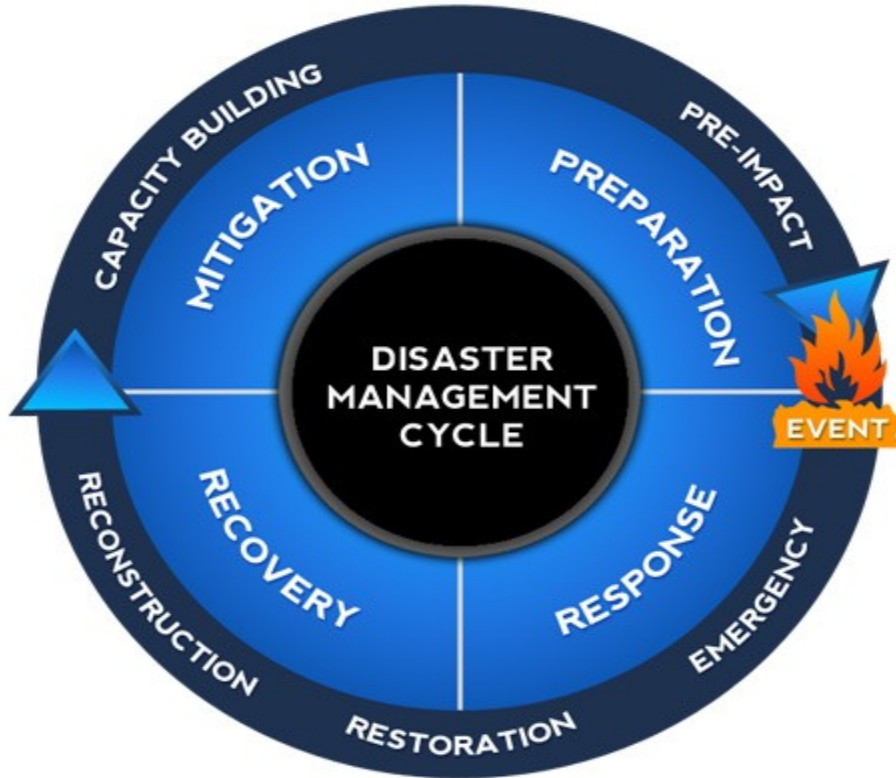 CAPACITY BUILDING
PRE-IMPACT
MITIGATION
PREPARATION
DISASTER
MANAGEMENT
CYCLE
EVENT
RECOVERY
RESPONSE
RECONSTRUCTION
EMERGENCY
RESTORATION